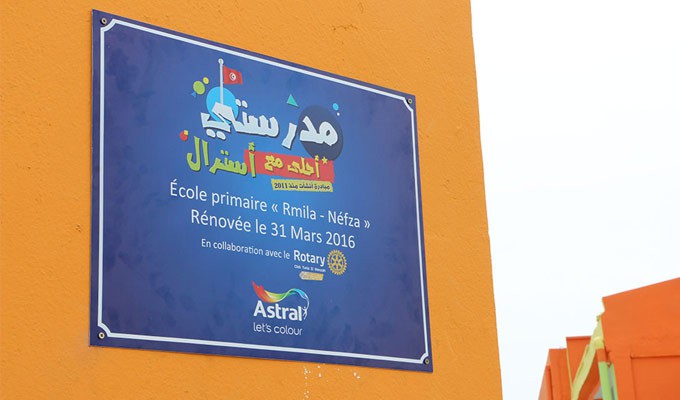 مدرستي
أحلى مع أسترال
مبادرة انشأت منذ 2011
École primaire « Rmila - Néfza »
Rénovée le 31 Mars 2016
En collaboration avec le Rotary
Astral
let's colour